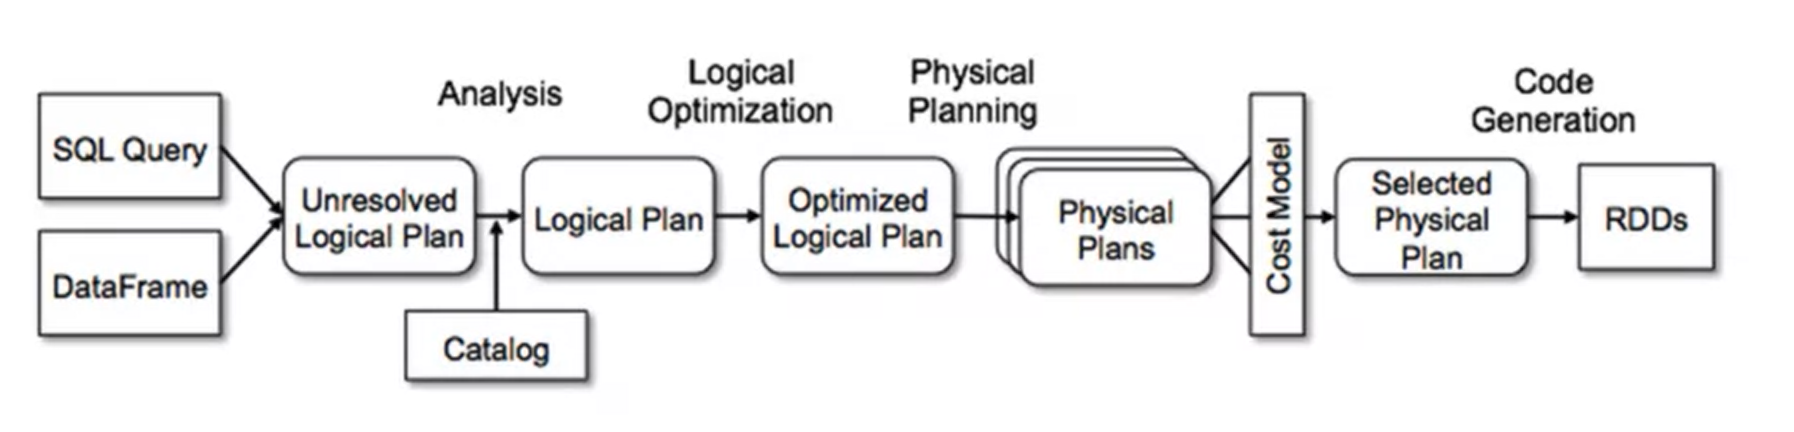 SQL Query
DataFrame
Analysis
Unresolved
Logical Plan
Catalog
Logical Plan
Logical
Optimization
Optimized
Logical Plan
Physical
Planning
Physical
Plans
Cost Model
Selected
Physical
Plan
Code
Generation
RDDs